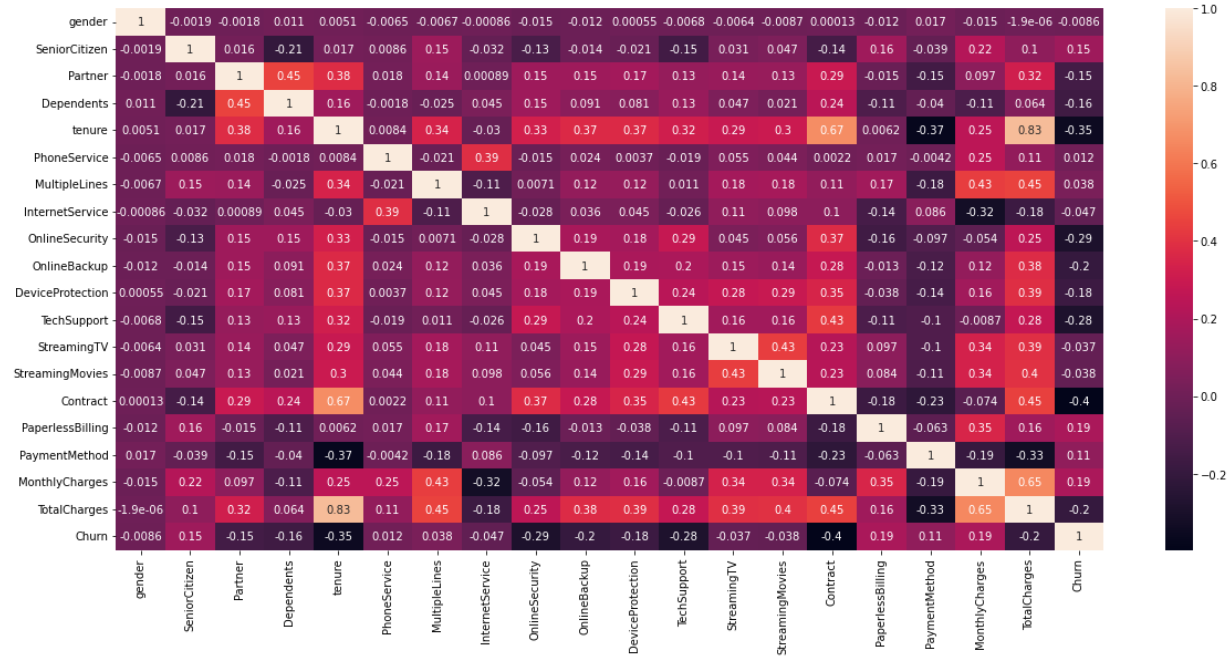 gender 1 -0.0019 -0.0018 0.011 0.0051 -0.0065 -0.0067 -0.00086 -0.015 -0.012 0.00055 -0.0068 -0.0064 -0.0087 0.00013 -0.012 0.017 -0.015 -1.9e-06 -0.0086
SeniorCitizen -0.0019 1 0.016 -0.21 0.017 0.0086 0.15 -0.032 -0.13 -0.014 -0.021 -0.15 0.031 0.047 -0.14 0.16 -0.039 0.22 0.1 0.15
Partner -0.0018 0.016 1 0.45 0.38 0.018 0.14 0.00089 0.15 0.15 0.17 0.13 0.14 0.13 0.29 -0.015 -0.15 0.097 0.32 -0.15
Dependents 0.011 -0.21 0.45 1 0.16 -0.0018 -0.025 0.045 0.15 0.091 0.081 0.13 0.047 0.021 0.24 -0.11 -0.04 -0.11 0.064 -0.16
tenure 0.0051 0.017 0.38 0.16 1 0.0084 0.34 -0.03 0.33 0.37 0.37 0.32 0.29 0.3 0.67 0.0062 -0.37 0.25 0.83 -0.35
PhoneService -0.0065 0.0086 0.018 -0.0018 0.0084 1 -0.021 0.39 -0.015 0.024 0.0037 -0.019 0.055 0.044 0.0022 0.017 -0.0042 0.25 0.11 0.012
MultipleLines -0.0067 0.15 0.14 -0.025 0.34 -0.021 1 -0.11 0.0071 0.12 0.12 0.011 0.18 0.18 0.11 0.17 -0.18 0.43 0.45 0.038
InternetService -0.00086 -0.032 0.00089 0.045 -0.03 0.39 -0.11 1 -0.028 0.036 0.045 -0.026 0.11 0.098 0.1 -0.14 0.086 -0.32 -0.18 -0.047
OnlineSecurity -0.015 -0.13 0.15 0.15 0.33 -0.015 0.0071 -0.028 1 0.19 0.18 0.29 0.045 0.056 0.37 -0.16 -0.097 -0.054 0.25 -0.29
OnlineBackup -0.012 -0.014 0.15 0.091 0.37 0.024 0.12 0.036 0.19 1 0.19 0.2 0.15 0.14 0.28 -0.013 -0.12 0.12 0.38 -0.2
DeviceProtection 0.00055 -0.021 0.17 0.081 0.37 0.0037 0.12 0.045 0.18 0.19 1 0.24 0.28 0.29 0.35 -0.038 -0.14 0.16 0.39 -0.18
TechSupport -0.0068 -0.15 0.13 0.13 0.32 -0.019 0.011 -0.026 0.29 0.2 0.24 1 0.16 0.16 0.43 -0.11 -0.1 -0.0087 0.28 -0.28
StreamingTV -0.0064 0.031 0.14 0.047 0.29 0.055 0.18 0.11 0.045 0.15 0.28 0.16 1 0.43 0.23 0.097 -0.1 0.34 0.39 -0.037
StreamingMovies -0.0087 0.047 0.13 0.021 0.3 0.044 0.18 0.098 0.056 0.14 0.29 0.16 0.43 1 0.23 0.084 -0.11 0.34 0.4 -0.038
Contract 0.00013 -0.14 0.29 0.24 0.67 0.0022 0.11 0.1 0.37 0.28 0.35 0.43 0.23 0.23 1 -0.18 -0.23 -0.074 0.45 -0.4
PaperlessBilling -0.012 0.16 -0.015 -0.11 0.0062 0.017 0.17 -0.14 -0.16 -0.013 -0.038 -0.11 0.097 0.084 -0.18 1 -0.063 0.35 0.16 0.19
PaymentMethod 0.017 -0.039 -0.15 -0.04 -0.37 -0.0042 -0.18 0.086 -0.097 -0.12 -0.14 -0.1 -0.1 -0.11 -0.23 -0.063 1 -0.19 -0.33 0.11
MonthlyCharges -0.015 0.22 0.097 -0.11 0.25 0.25 0.43 -0.32 -0.054 0.12 0.16 -0.0087 0.34 0.34 -0.074 0.35 -0.19 1 0.65 0.19
TotalCharges -1.9e-06 0.1 0.32 0.064 0.83 0.11 0.45 -0.18 0.25 0.38 0.39 0.28 0.39 0.4 0.45 0.16 -0.33 0.65 1 -0.2
Churn -0.0086 0.15 -0.15 -0.16 -0.35 0.012 0.038 -0.047 -0.29 -0.2 -0.18 -0.28 -0.037 -0.038 -0.4 0.19 0.11 0.19 -0.2 1
gender SeniorCitizen Partner Dependents tenure PhoneService MultipleLines InternetService OnlineSecurity OnlineBackup DeviceProtection TechSupport StreamingTV StreamingMovies Contract PaperlessBilling PaymentMethod MonthlyCharges TotalCharges Churn
1.0
0.8
0.6
0.4
0.2
0.0
-0.2